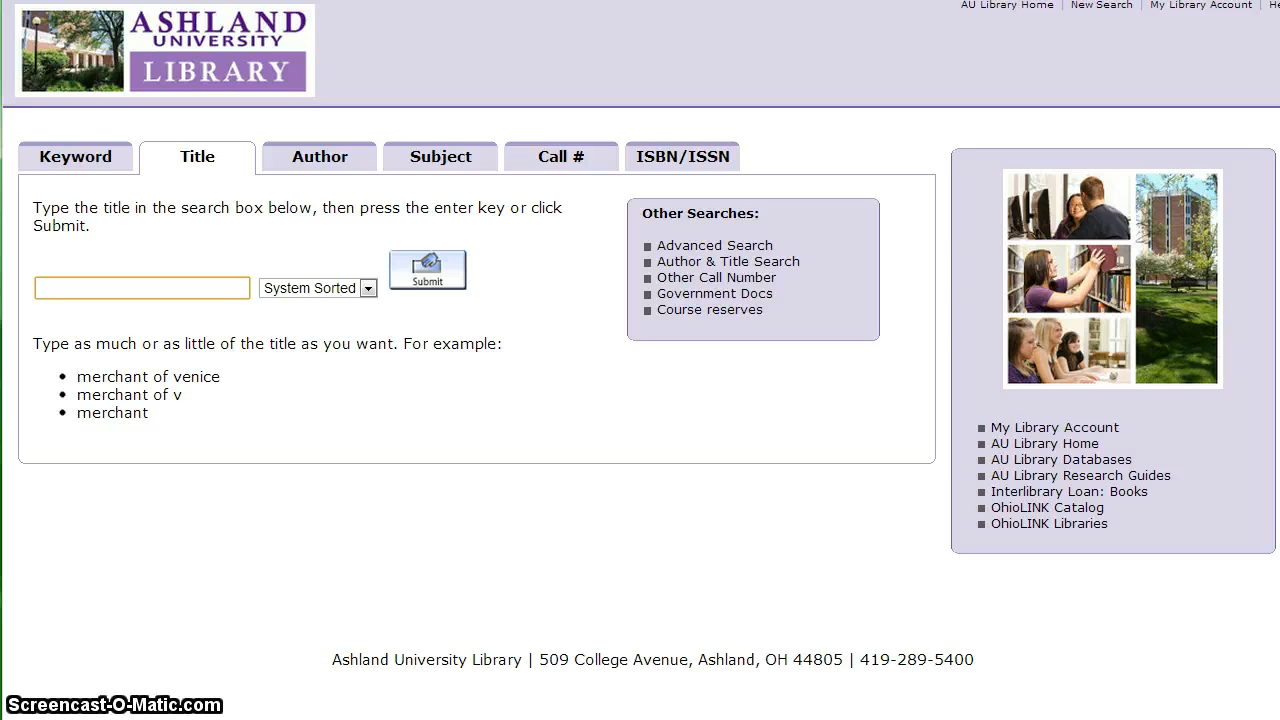 AU Library Home | New Search | My Library Account |
ASHLAND
UNIVERSITY
LIBRARY
Keyword
Title
Author
Subject
Call #
ISBN/ISSN
Type the title in the search box below, then press the enter key or click
Submit.
System Sorted
Submit
Type as much or as little of the title as you want. For example:
merchant of venice
merchant of v
merchant
Other Searches:
Advanced Search
Author & Title Search
Other Call Number
Government Docs
Course reserves
My Library Account
AU Library Home
AU Library Databases
AU Library Research Guides
Interlibrary Loan: Books
OhioLINK Catalog
OhioLINK Libraries
Ashland University Library | 509 College Avenue, Ashland, OH 44805 | 419-289-5400
Screencast-O-Matic.com